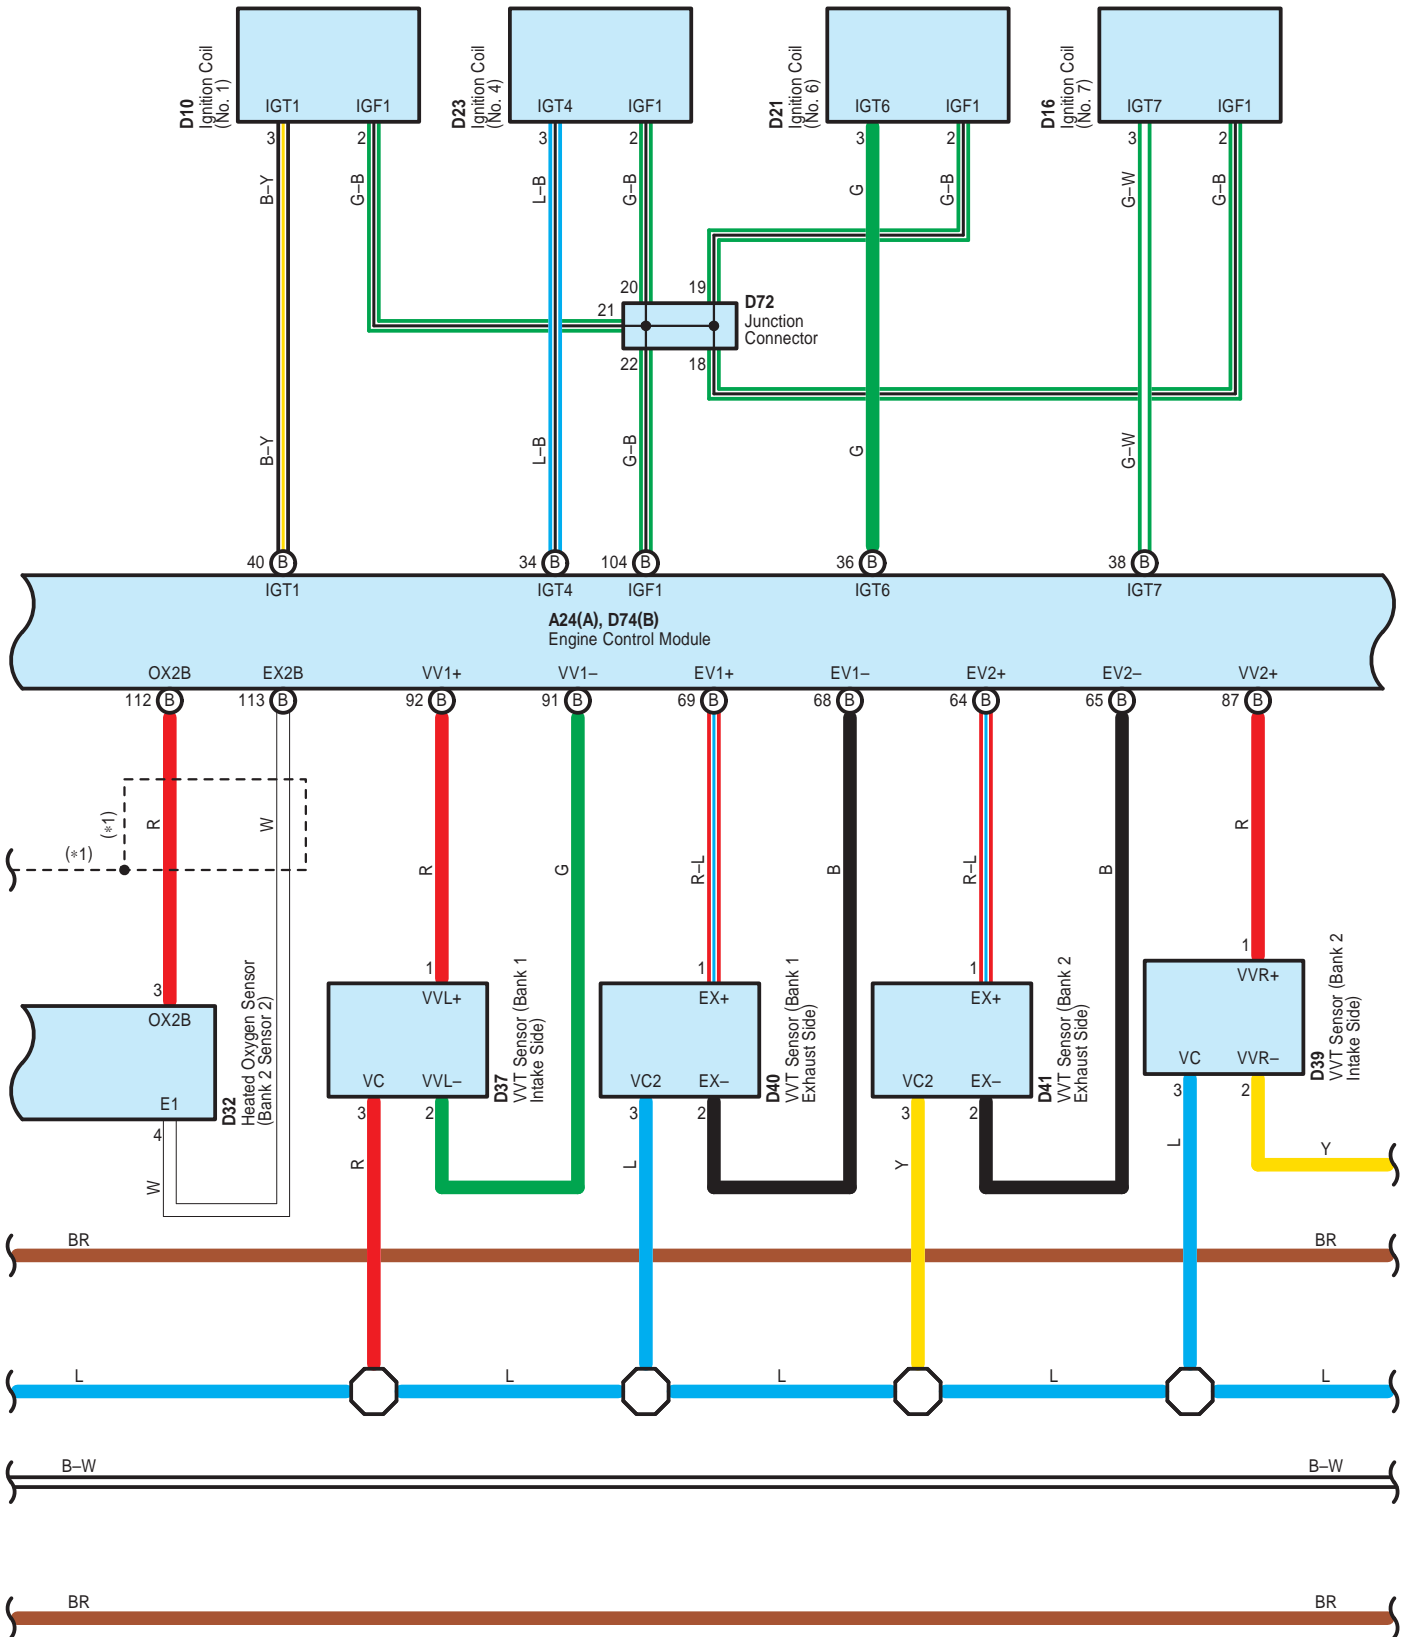 D10
Ignition Coil
(No. 1)
IGT1
IGF1
3
2
D23
Ignition Coil
(No. 4)
IGT4
IGF1
3
2
D21
Ignition Coil
(No. 6)
IGT6
IGF1
3
2
D16
Ignition Coil
(No. 7)
IGT7
IGF1
3
2
B–Y
G–B
L–B
G–B
G
G–B
G–W
G–B
20
19
21
D72
Junction
Connector
22
18
B–Y
L–B
G–B
G
G–W
40 B
34 B
104 B
36 B
38 B
IGT1
IGT4
IGF1
IGT6
IGT7
A24(A), D74(B)
Engine Control Module
OX2B
EX2B
VV1+
VV1–
EV1+
EV1–
EV2+
EV2–
VV2+
112 B
113 B
92 B
91 B
69 B
68 B
64 B
65 B
87 B
(*1)
(*1)
R
W
R
G
R–L
B
R–L
B
R
3
OX2B
E1
4
D32
Heated Oxygen Sensor
(Bank 2 Sensor 2)
W
1
VVL+
VC
VVL–
3
2
D37
VVT Sensor (Bank 1
Intake Side)
R
1
EX+
VC2
EX–
3
2
D40
VVT Sensor (Bank 1
Exhaust Side)
L
1
EX+
VC2
EX–
3
2
D41
VVT Sensor (Bank 2
Exhaust Side)
Y
1
VVR+
VC
VVR–
3
2
D39
VVT Sensor (Bank 2
Intake Side)
L
Y
BR
BR
L
L
L
L
L
B–W
B–W
BR
BR